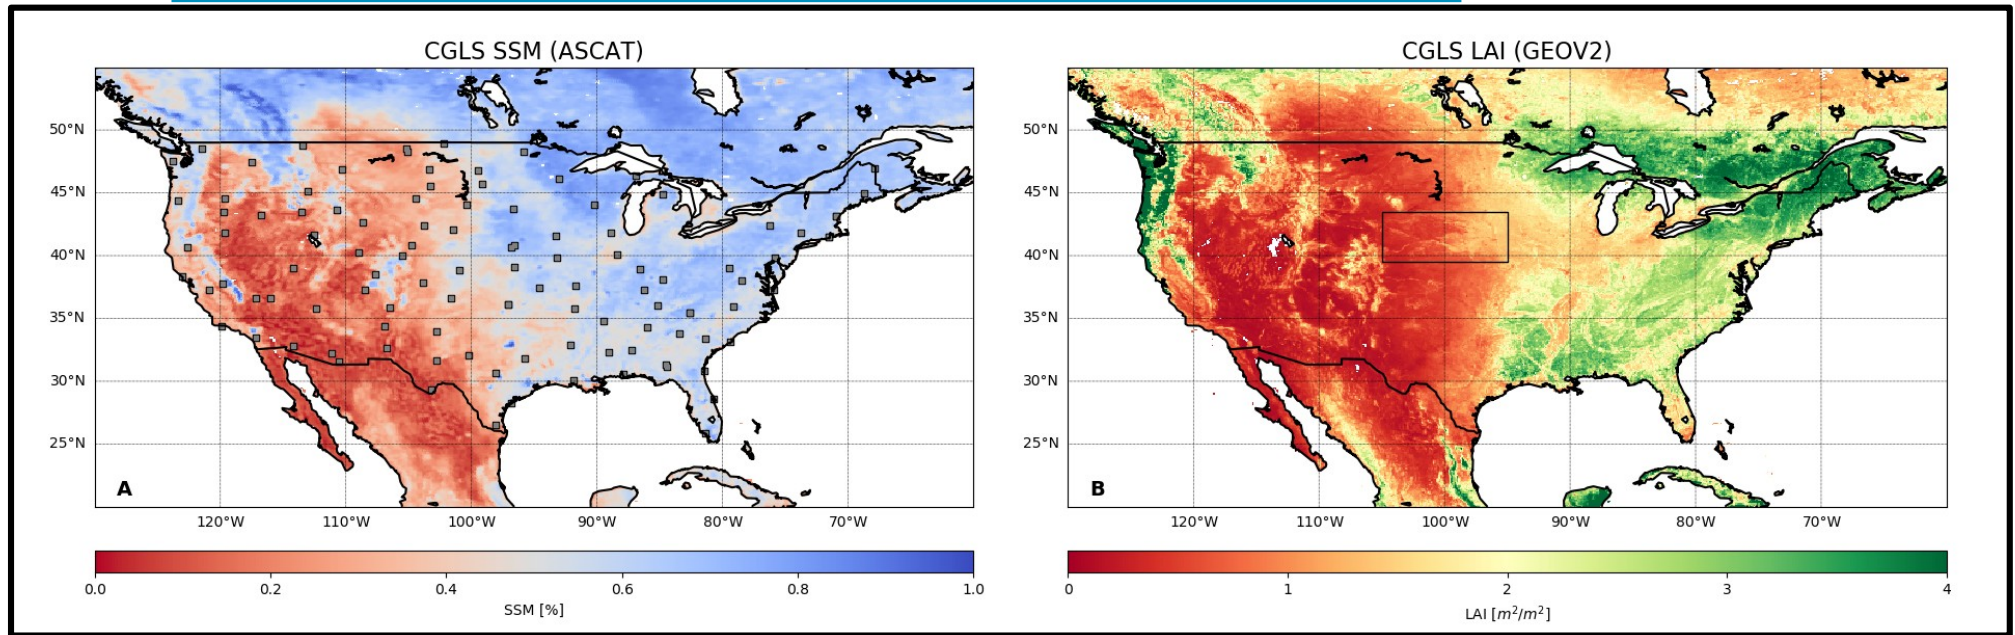 CGLS SSM (ASCAT)
50°N
45°N
40°N
35°N
30°N
25°N
A
120°W 110°W 100°W 90°W 80°W 70°W
0.0 0.2 0.4 0.6 0.8 1.0
SSM [%]
CGLS LAI (GEOV2)
50°N
45°N
40°N
35°N
30°N
25°N
B
120°W 110°W 100°W 90°W 80°W 70°W
0 1 2 3 4
LAI [m²/m²]